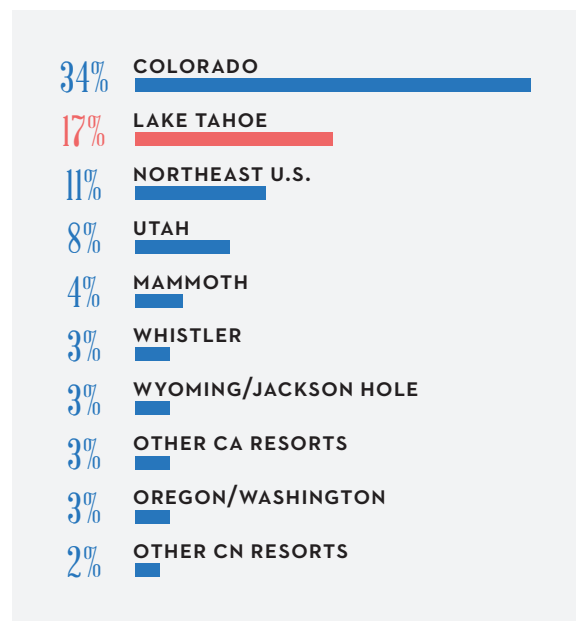 34% COLORADO
17% LAKE TAHOE
11% NORTHEAST U.S.
8% UTAH
4% MAMMOTH
3% WHISTLER
3% WYOMING/JACKSON HOLE
3% OTHER CA RESORTS
3% OREGON/WASHINGTON
2% OTHER CN RESORTS